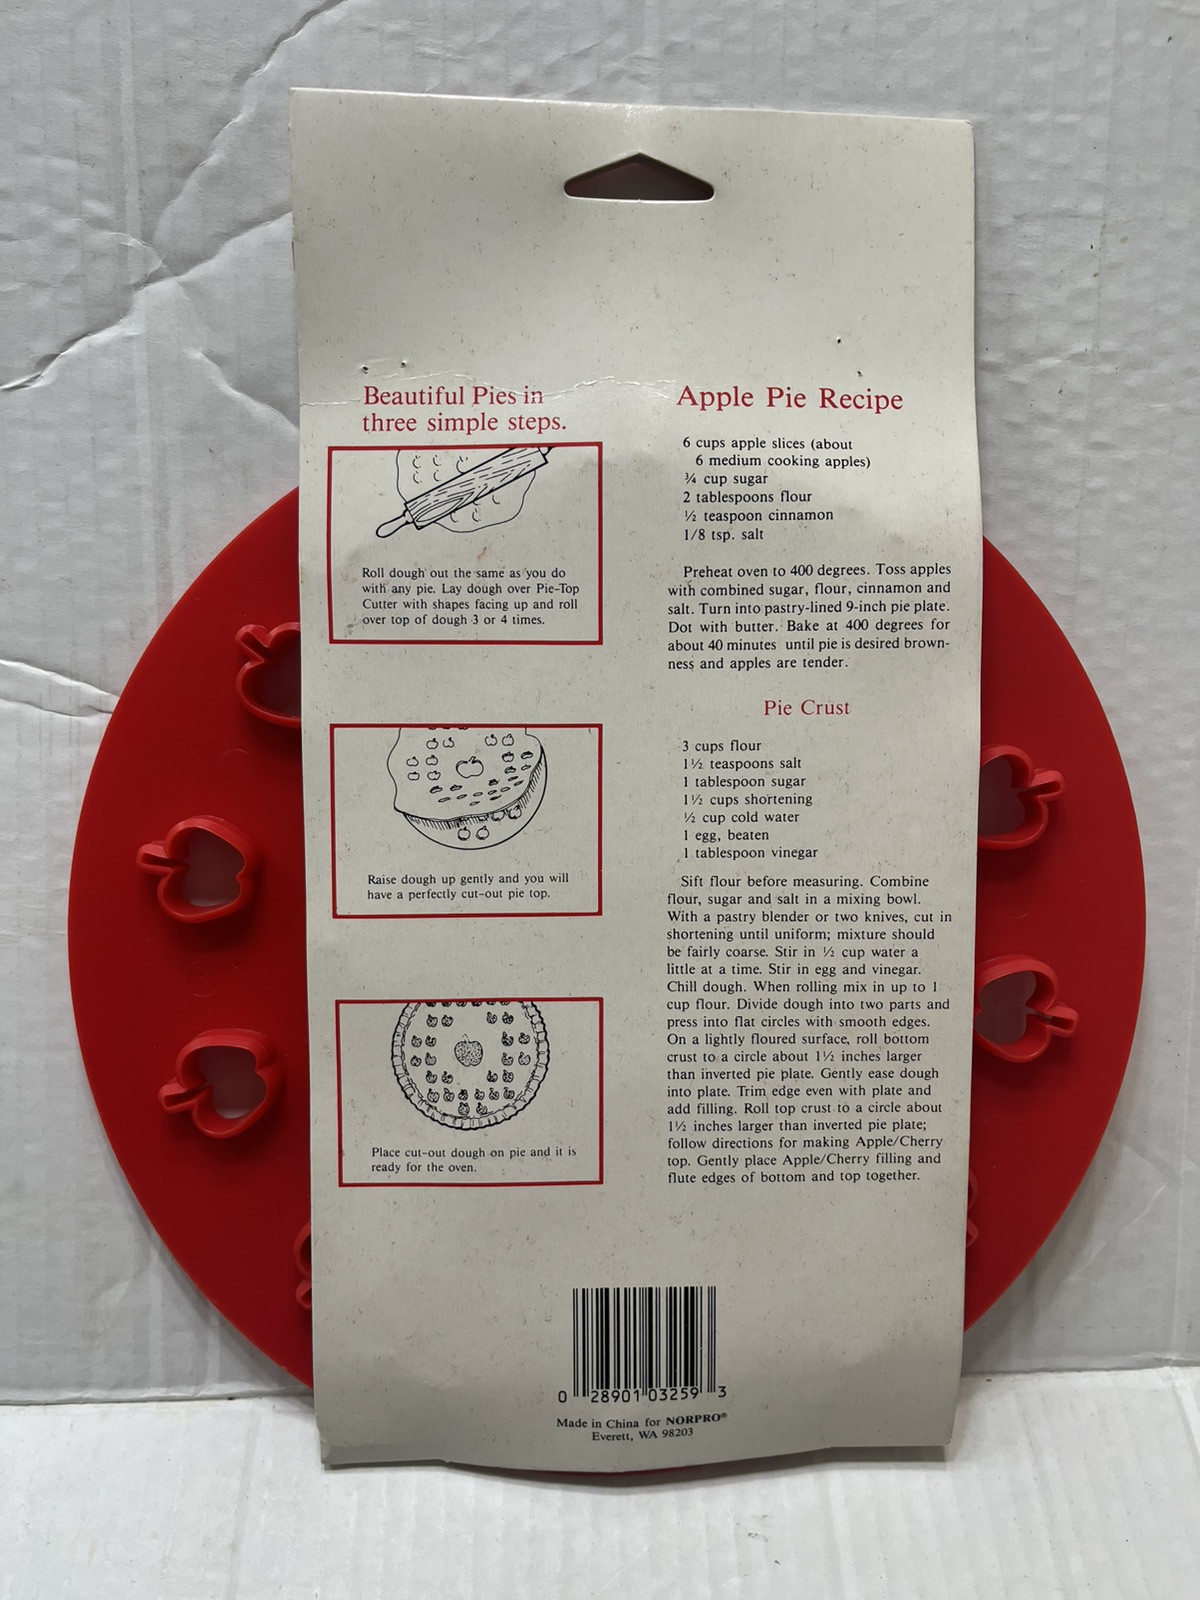 Beautiful Pies in
three simple steps.
Roll dough out the same as you do
with any pie. Lay dough over Pie-Top
Cutter with shapes facing up and roll
over top of dough 3 or 4 times.
Raise dough up gently and you will
have a perfectly cut-out pie top.
Place cut-out dough on pie and it is
ready for the oven.
Apple Pie Recipe
6 cups apple slices (about
6 medium cooking apples)
¾ cup sugar
2 tablespoons flour
½ teaspoon cinnamon
1/8 tsp. salt
Preheat oven to 400 degrees. Toss apples
with combined sugar, flour, cinnamon and
salt. Turn into pastry-lined 9-inch pie plate.
Dot with butter. Bake at 400 degrees for
about 40 minutes until pie is desired brown-
ness and apples are tender.
Pie Crust
3 cups flour
1½ teaspoons salt
1 tablespoon sugar
1½ cups shortening
½ cup cold water
1 egg, beaten
1 tablespoon vinegar
Sift flour before measuring. Combine
flour, sugar and salt in a mixing bowl.
With a pastry blender or two knives, cut in
shortening until uniform; mixture should
be fairly coarse. Stir in ½ cup water a
little at a time. Stir in egg and vinegar.
Chill dough. When rolling mix in up to 1
cup flour. Divide dough into two parts and
press into flat circles with smooth edges.
On a lightly floured surface, roll bottom
crust to a circle about 1½ inches larger
than inverted pie plate. Gently ease dough
into plate. Trim edge even with plate and
add filling. Roll top crust to a circle about
1½ inches larger than inverted pie plate;
follow directions for making Apple/Cherry
top. Gently place Apple/Cherry filling and
flute edges of bottom and top together.
0 28901 03259 3
Made in China for NORPRO®
Everett, WA 98203